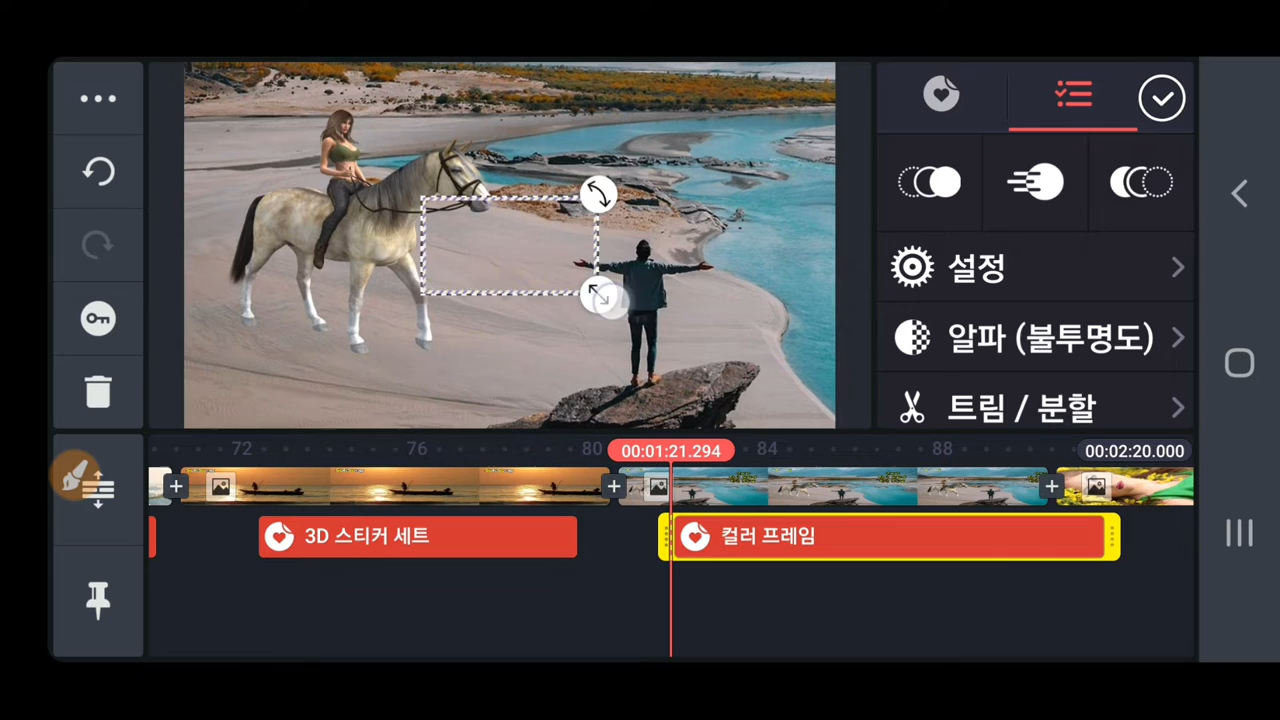 설정
알파 (불투명도)
트림 / 분할
72
76
80
00:01:21.294
84
88
00:02:20.000
3D 스티커 세트
컬러 프레임